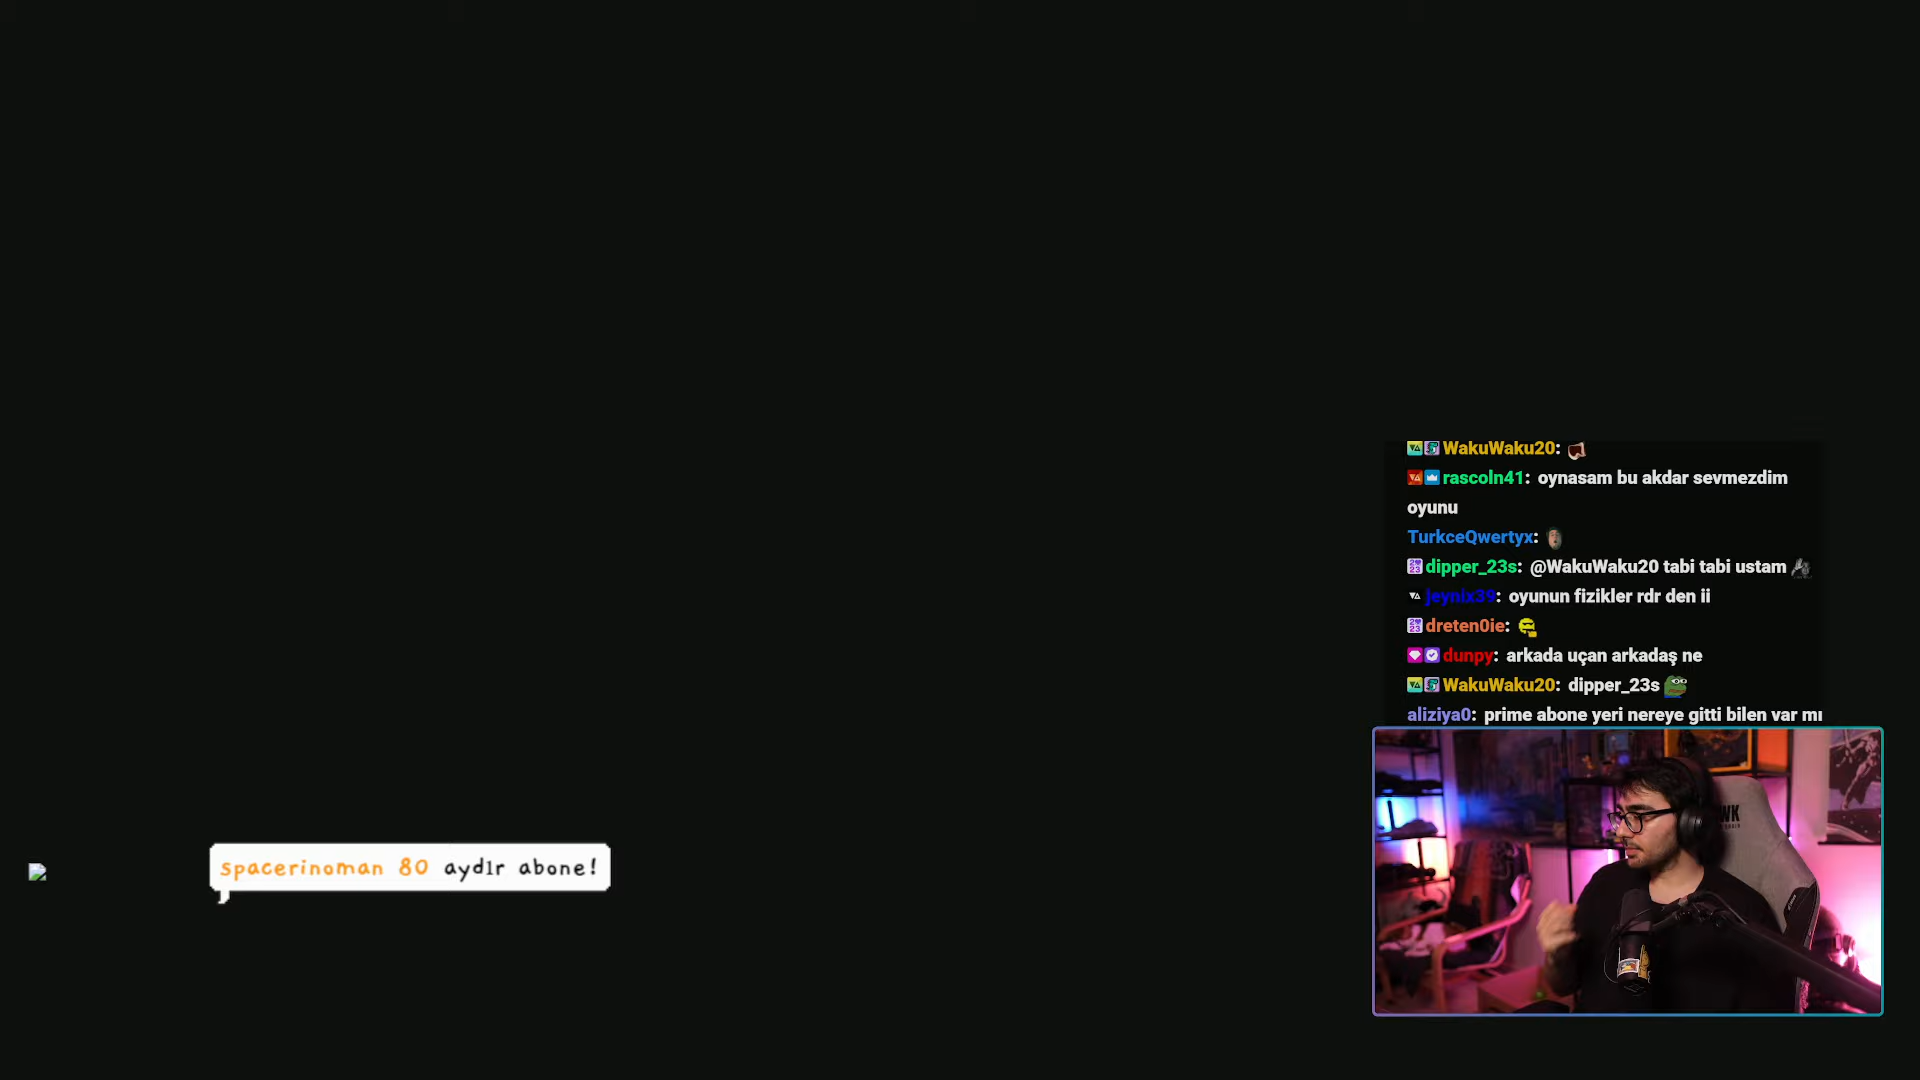 WakuWaku20:
rascoln41: oynasam bu akdar sevmezdim
oyunu
TurkceQwertyx:
dipper_23s: @WakuWaku20 tabi tabi ustam
jeynix39: oyunun fizikler rdr den ii
dreten0ie:
dunpy: arkada uçan arkadaş ne
WakuWaku20: dipper_23s
aliziya0: prime abone yeri nereye gitti bilen var mı
spacerinoman 80 aydır abone!